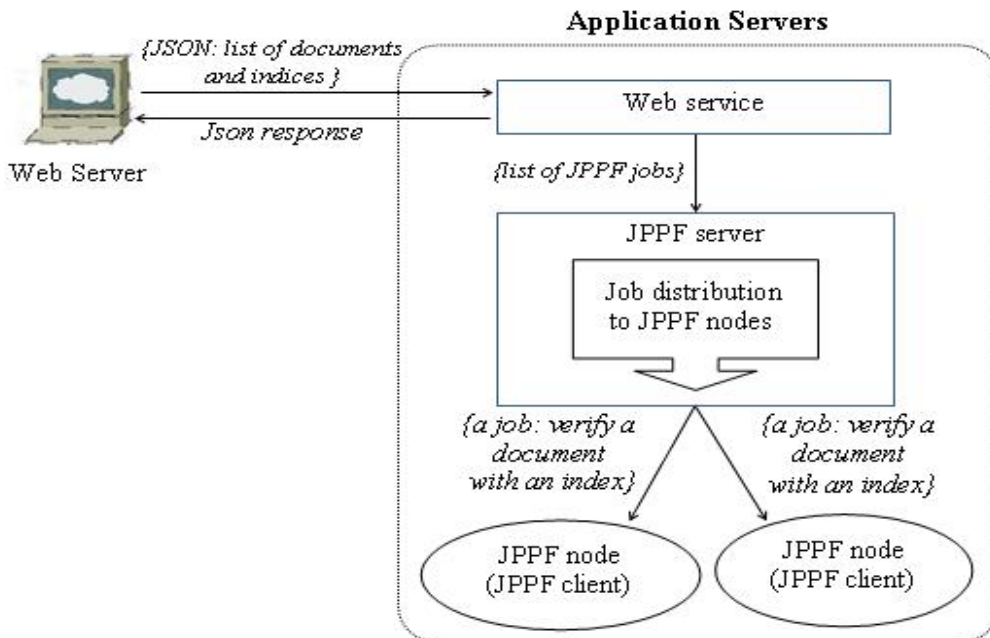 Application Servers
{JSON: list of documents
and indices }
Web service
Json response
Web Server
{list of JPPF jobs}
JPPF server
Job distribution
to JPPF nodes
{a job: verify a
document
with an index}
{a job: verify a
document
with an index}
JPPF node
(JPPF client)
JPPF node
(JPPF client)